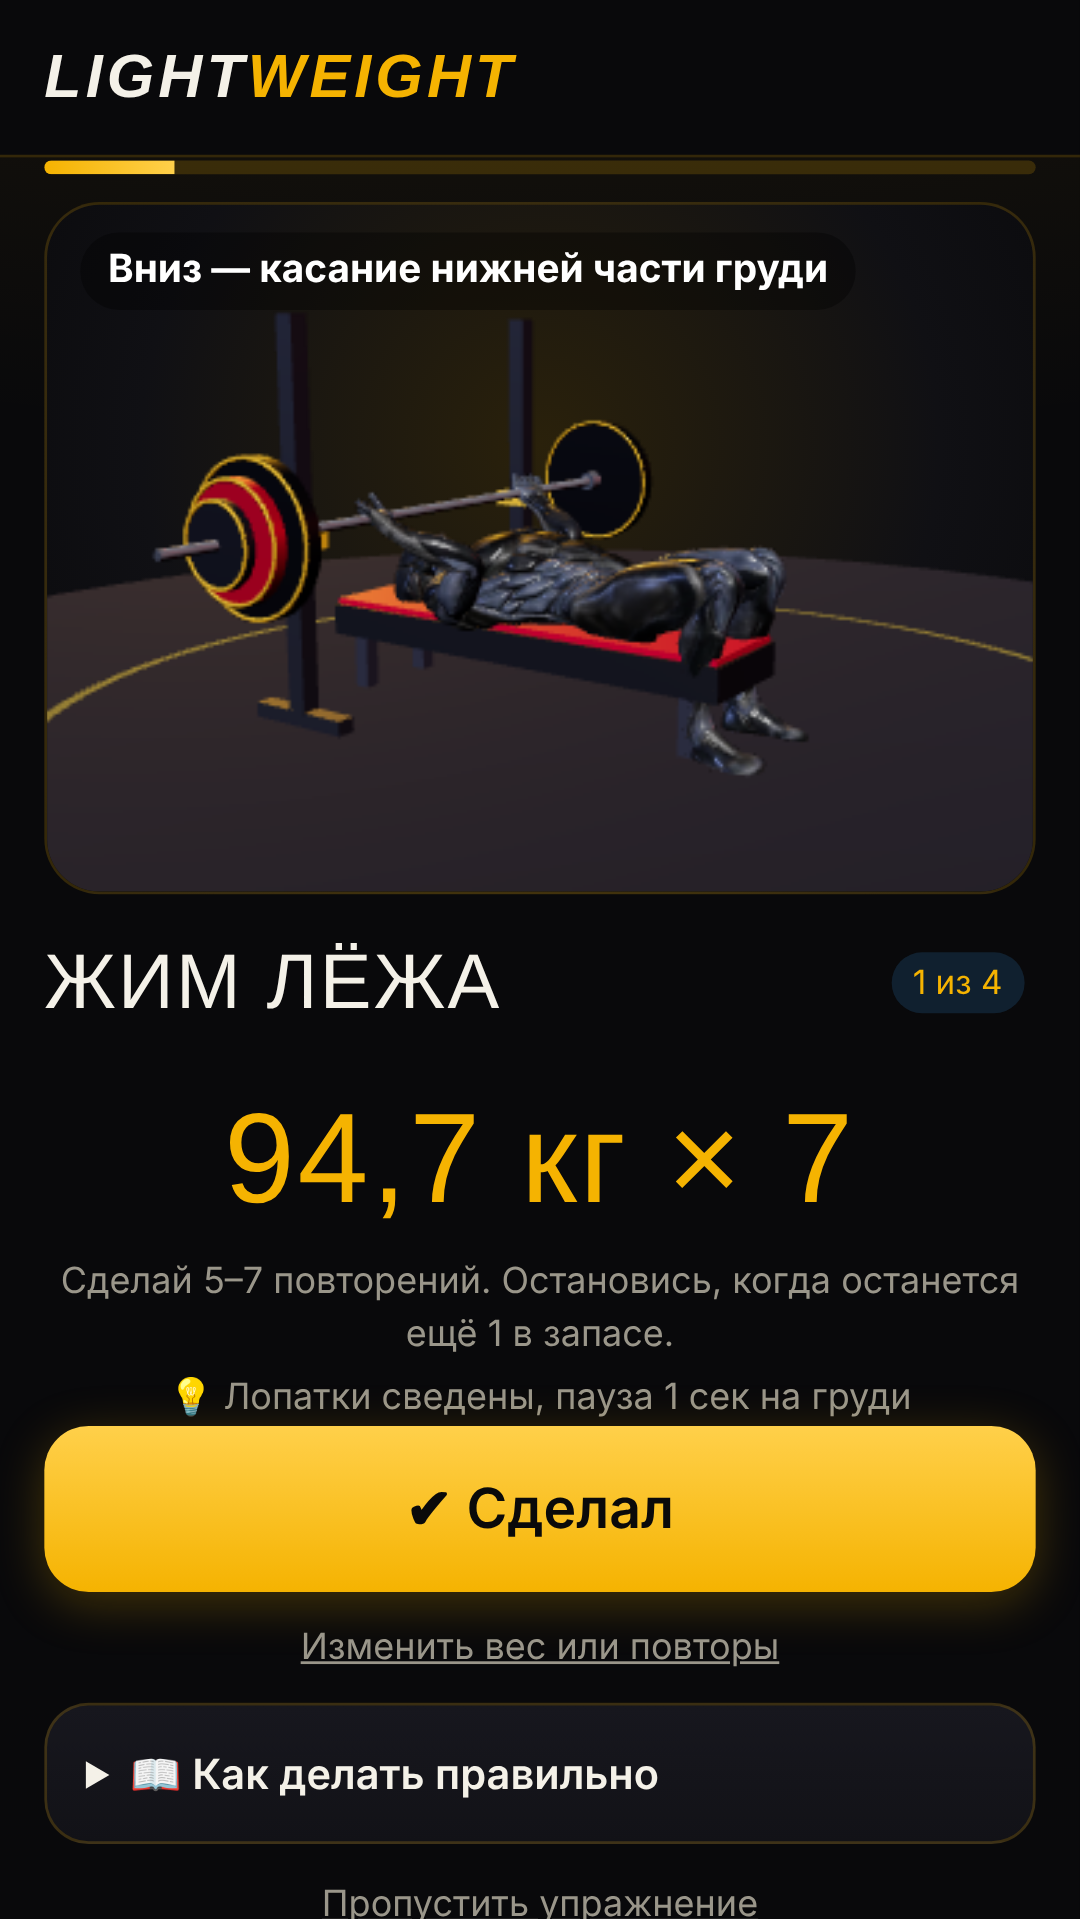 LIGHTWEIGHT
Вниз — касание нижней части груди
ЖИМ ЛЁЖА
1 из 4
94,7 кг × 7
Сделай 5–7 повторений. Остановись, когда останется
ещё 1 в запасе.
💡 Лопатки сведены, пауза 1 сек на груди
✔ Сделал
Изменить вес или повторы
▶ 📖 Как делать правильно
Пропустить упражнение